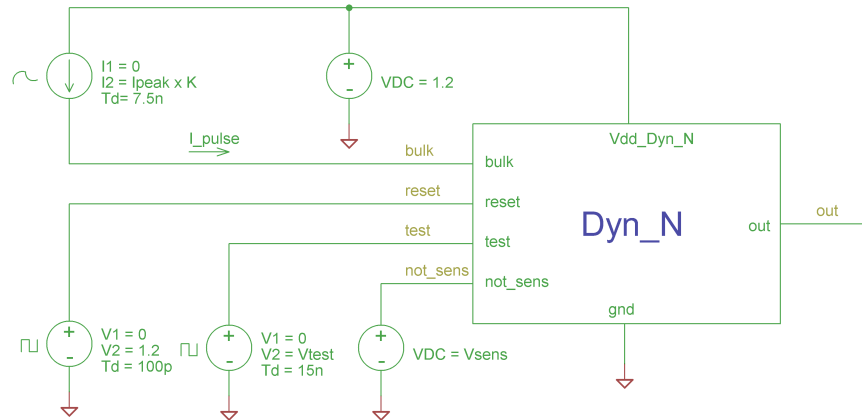 I1 = 0
I2 = Ipeak x K
Td= 7.5n
+
-
VDC = 1.2
I_pulse
bulk
reset
test
not_sens
Vdd_Dyn_N
bulk
reset
test
not_sens
Dyn_N
out
gnd
out
+
-
V1 = 0
V2 = 1.2
Td = 100p
+
-
V1 = 0
V2 = Vtest
Td = 15n
+
-
VDC = Vsens